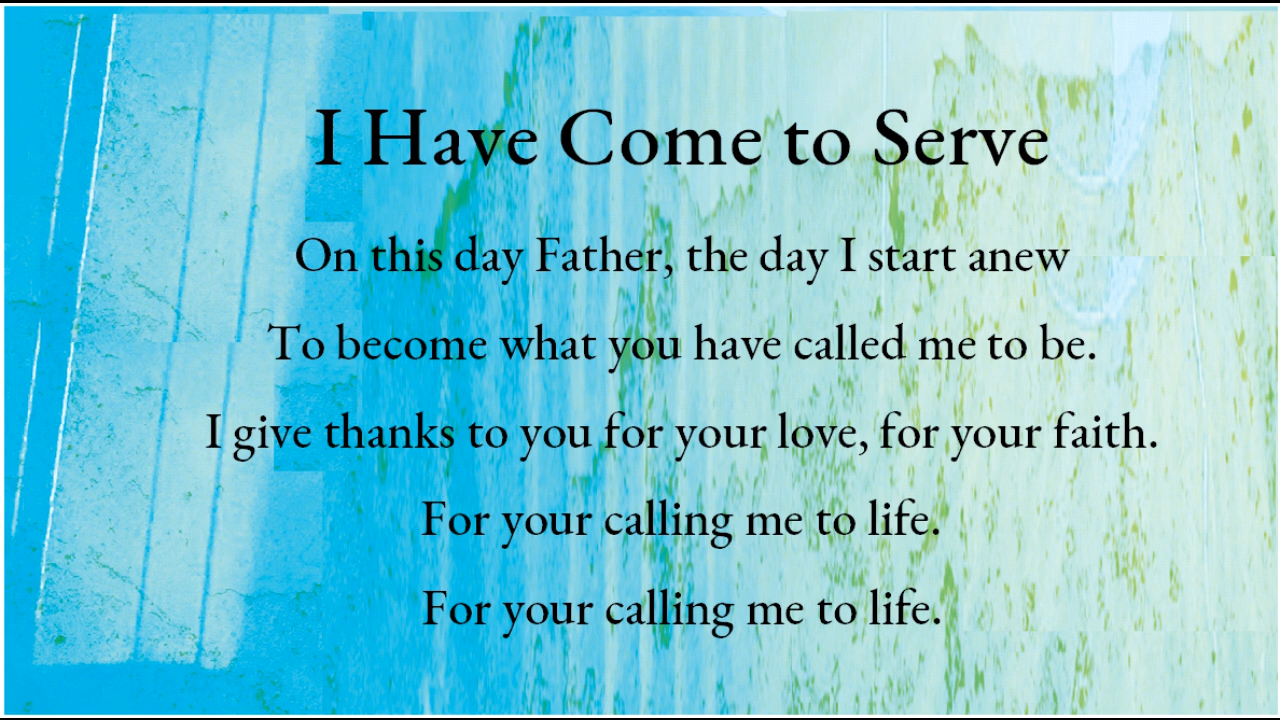 I Have Come to Serve
On this day Father, the day I start anew
To become what you have called me to be.
I give thanks to you for your love, for your faith.
For your calling me to life.
For your calling me to life.